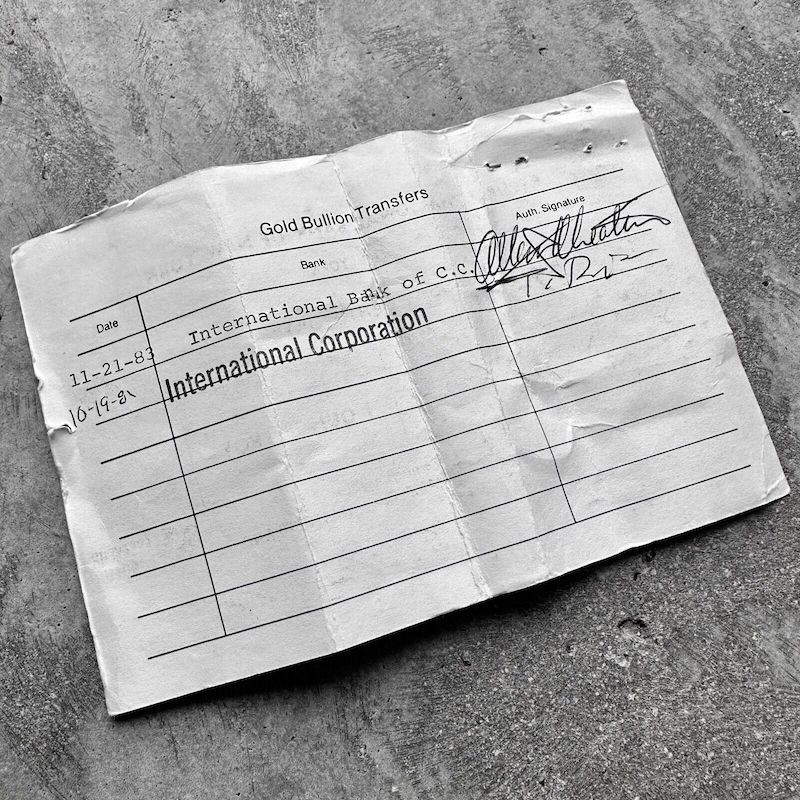 Gold Bullion Transfers
Date Bank Auth. Signature
11-21-83 International Bank of C.C.
10-19-81 International Corporation